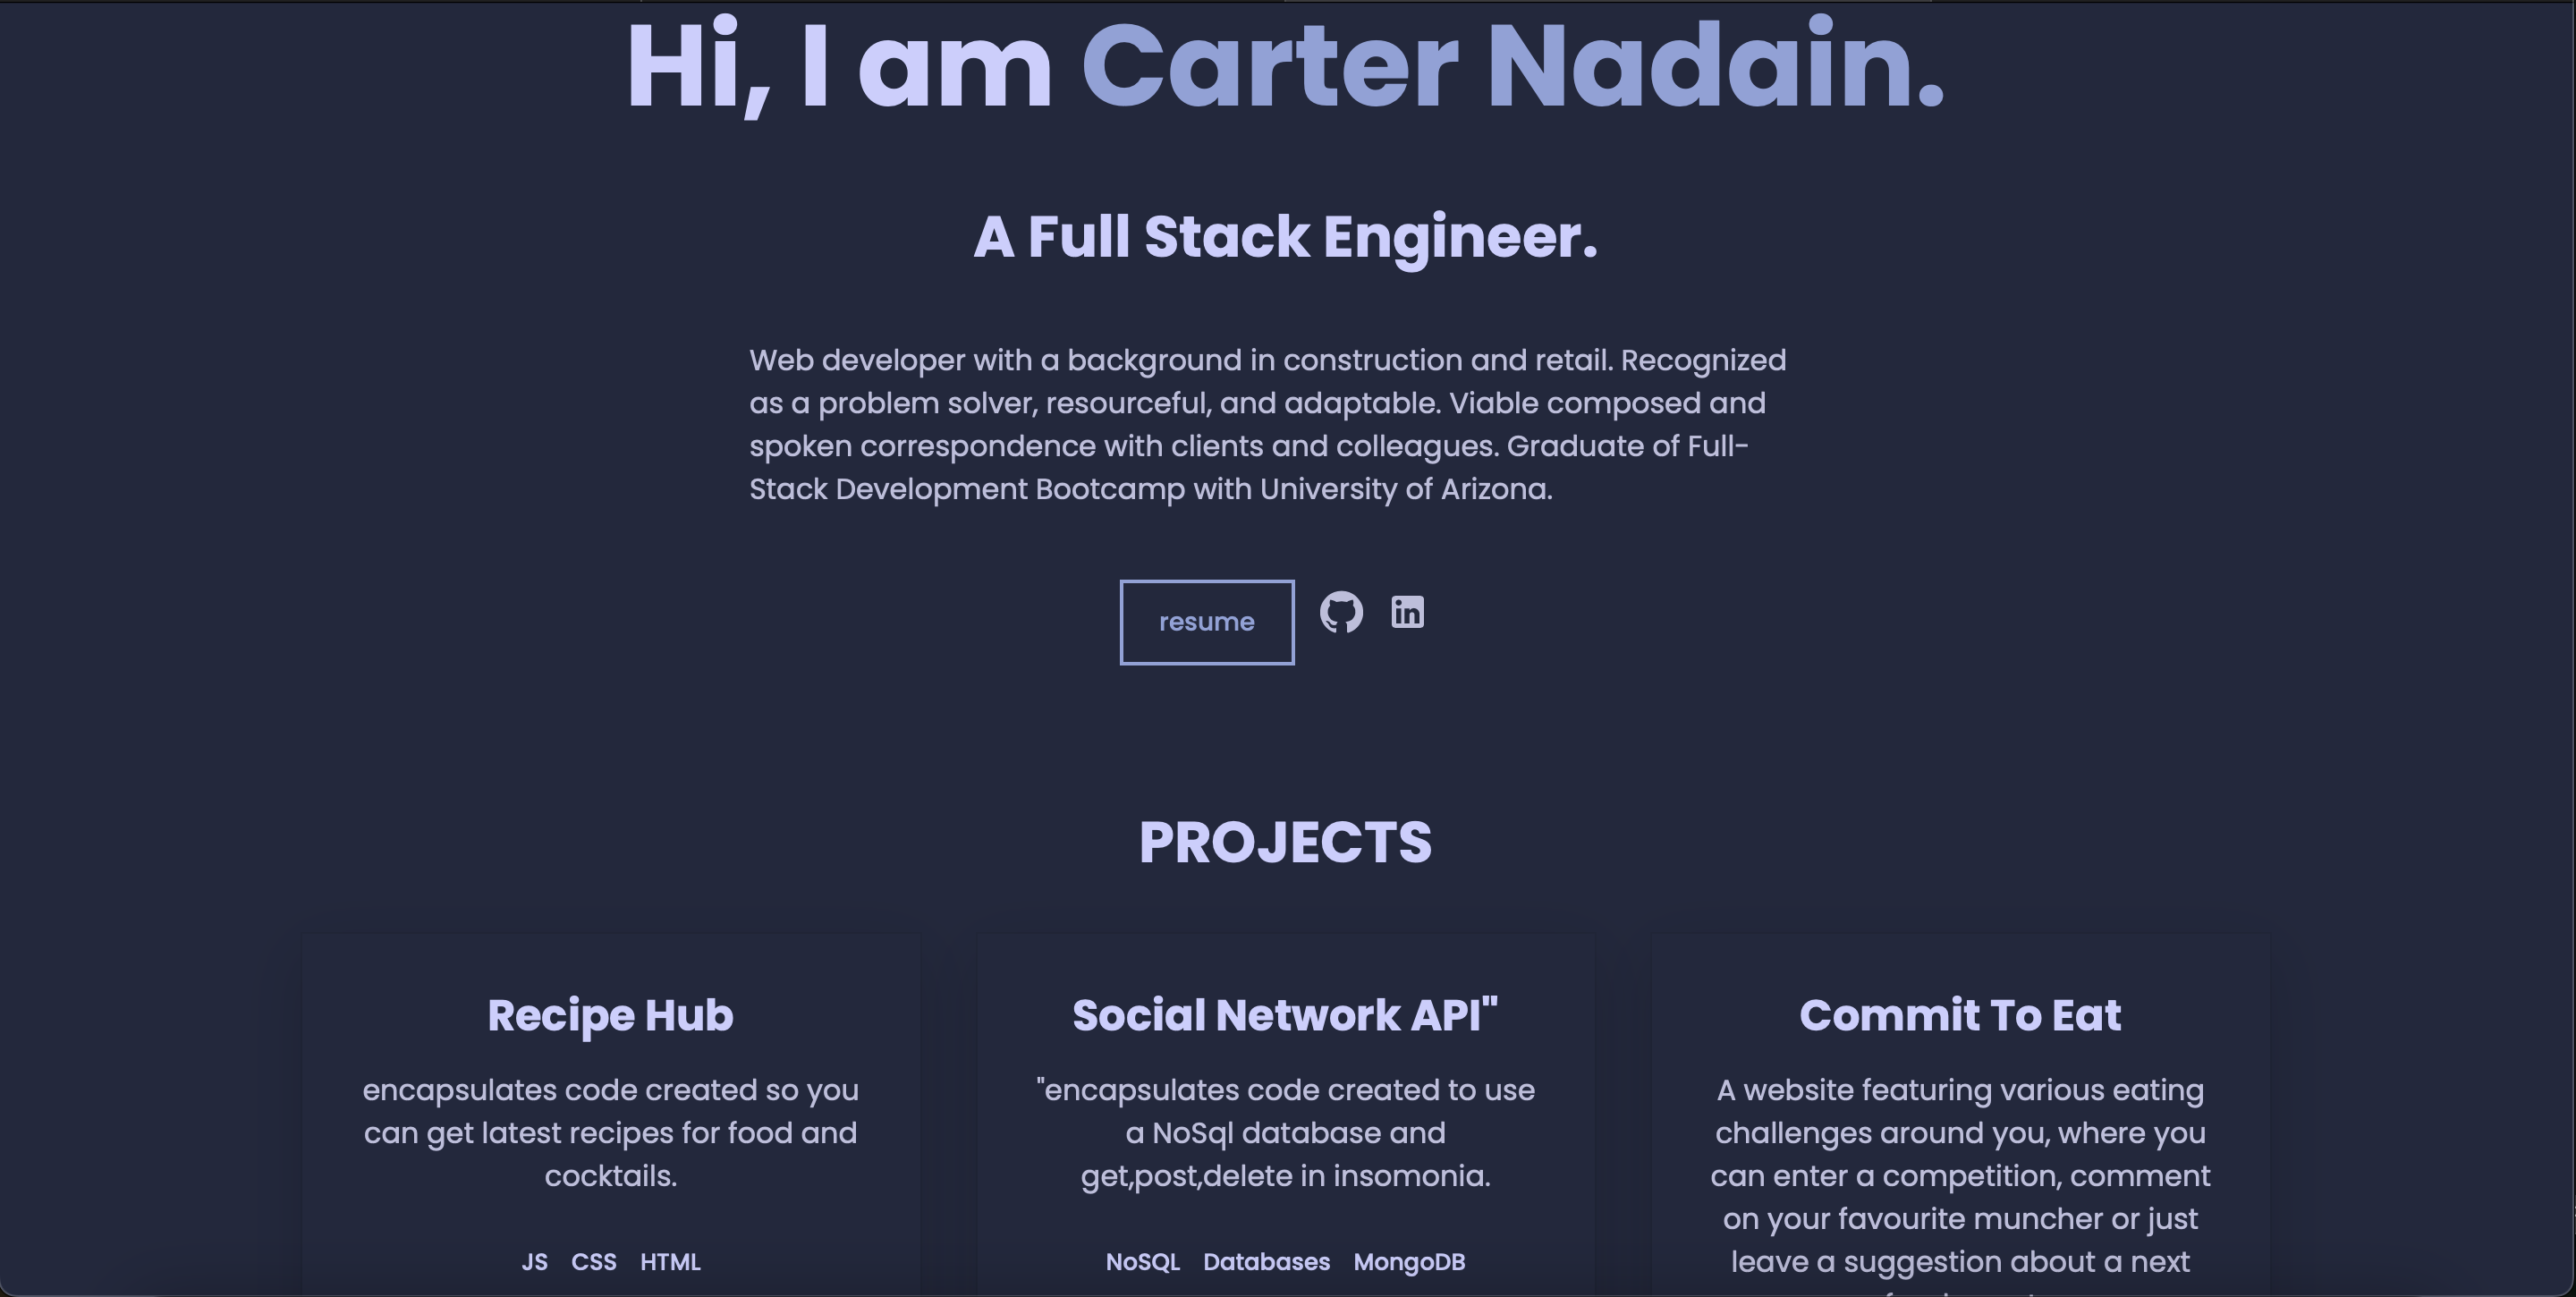 Hi, I am Carter Nadain.
A Full Stack Engineer.
Web developer with a background in construction and retail. Recognized
as a problem solver, resourceful, and adaptable. Viable composed and
spoken correspondence with clients and colleagues. Graduate of Full-
Stack Development Bootcamp with University of Arizona.
resume
in
PROJECTS
Recipe Hub
encapsulates code created so you
can get latest recipes for food and
cocktails.
JS CSS HTML
Social Network API"
"encapsulates code created to use
a NoSql database and
get,post,delete in insomonia.
NoSQL Databases MongoDB
Commit To Eat
A website featuring various eating
challenges around you, where you
can enter a competition, comment
on your favourite muncher or just
leave a suggestion about a next